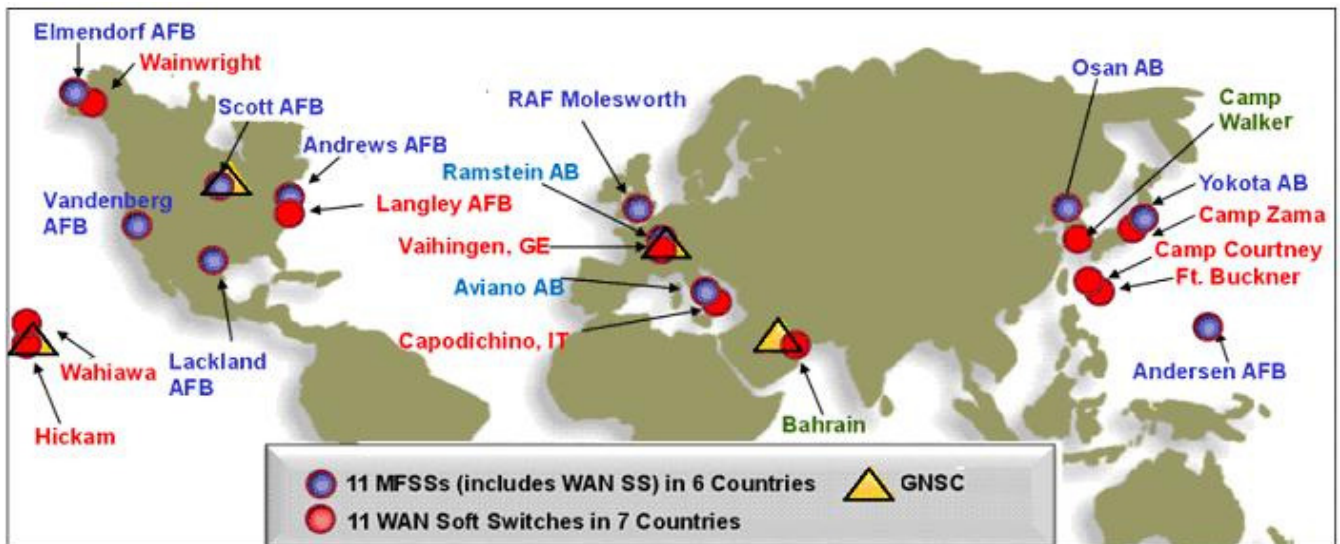 Elmendorf AFB
Wainwright
Scott AFB
Andrews AFB
Vandenberg
AFB
Langley AFB
Lackland
AFB
Wahiawa
Hickam
RAF Molesworth
Ramstein AB
Vaihingen, GE
Aviano AB
Capodichino, IT
Bahrain
Osan AB
Camp
Walker
Yokota AB
Camp Zama
Camp Courtney
Ft. Buckner
Andersen AFB
11 MFSSs (includes WAN SS) in 6 Countries
GNSC
11 WAN Soft Switches in 7 Countries